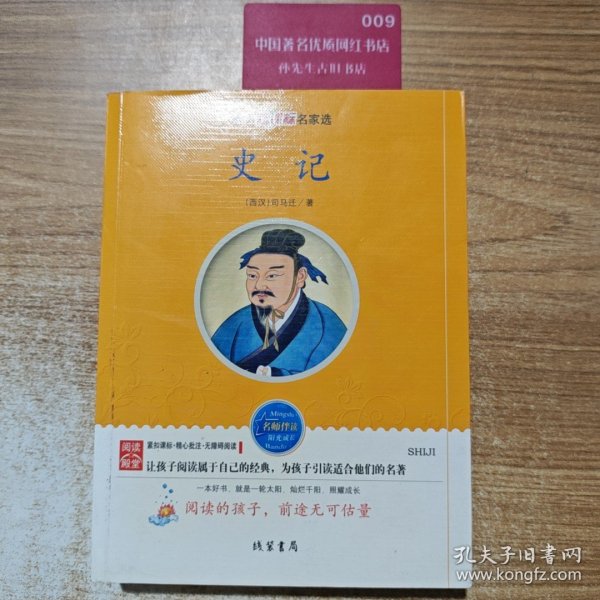 009
中国著名优质网红书店
孙先生古旧书店
名家选
史记
[西汉]司马迁/著
Mingshi
名师伴读
阳光成长
Bandu
阅读
殿堂
紧扣课标·精心批注·无障碍阅读
SHIJI
让孩子阅读属于自己的经典，为孩子引读适合他们的名著
一本好书，就是一轮太阳，灿烂千阳，照耀成长
阅读的孩子，前途无可估量
线装书局
孔夫子旧书网
www.kongfz.com